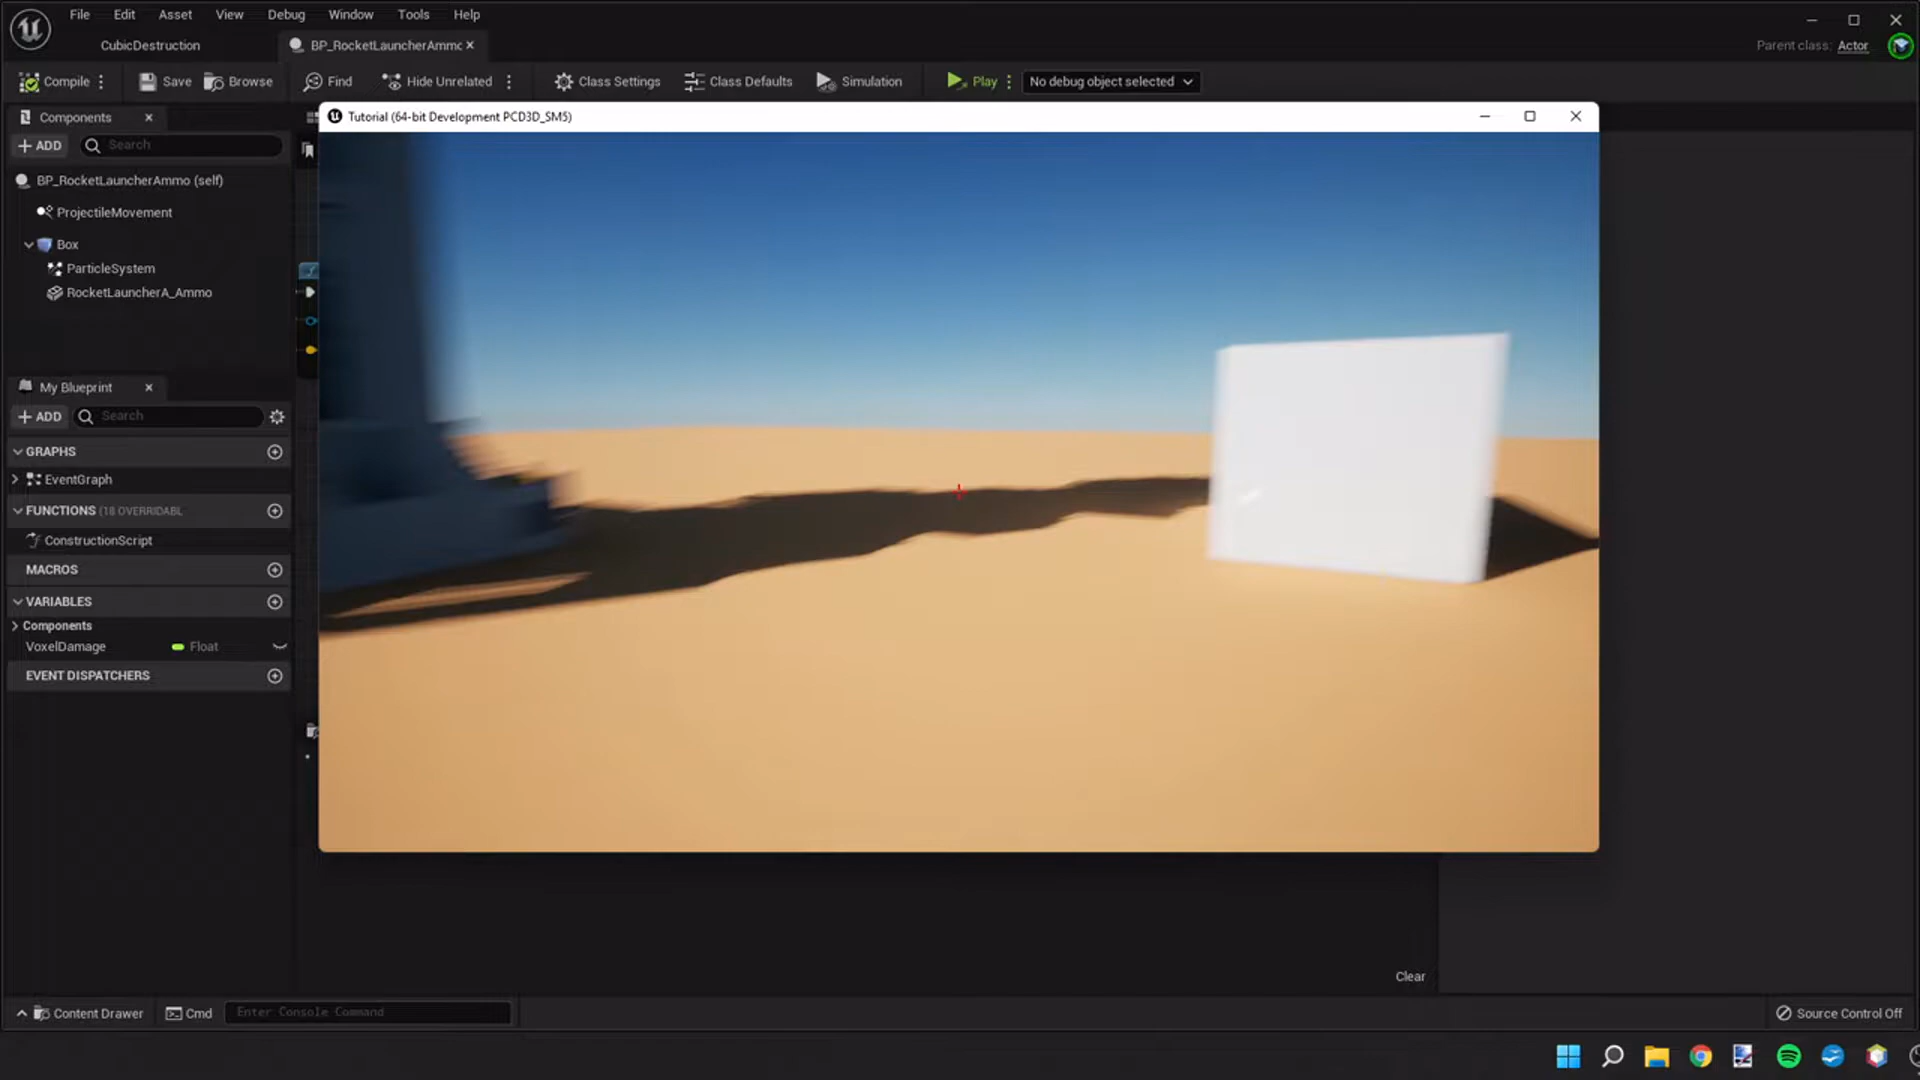 File Edit Asset View Debug Window Tools Help
CubicDestruction
BP_RocketLauncherAmmc
Parent class: Actor
Compile
Save
Browse
Find
Hide Unrelated
Class Settings
Class Defaults
Simulation
Play
No debug object selected
Components
Tutorial (64-bit Development PCD3D_SM5)
+ ADD
Search
BP_RocketLauncherAmmo (self)
ProjectileMovement
Box
ParticleSystem
RocketLauncherA_Ammo
My Blueprint
+ ADD
Search
GRAPHS
EventGraph
FUNCTIONS (18 OVERRIDABL
ConstructionScript
MACROS
VARIABLES
Components
VoxelDamage Float
EVENT DISPATCHERS
Clear
Content Drawer
Cmd
Enter Console Command
Source Control Off